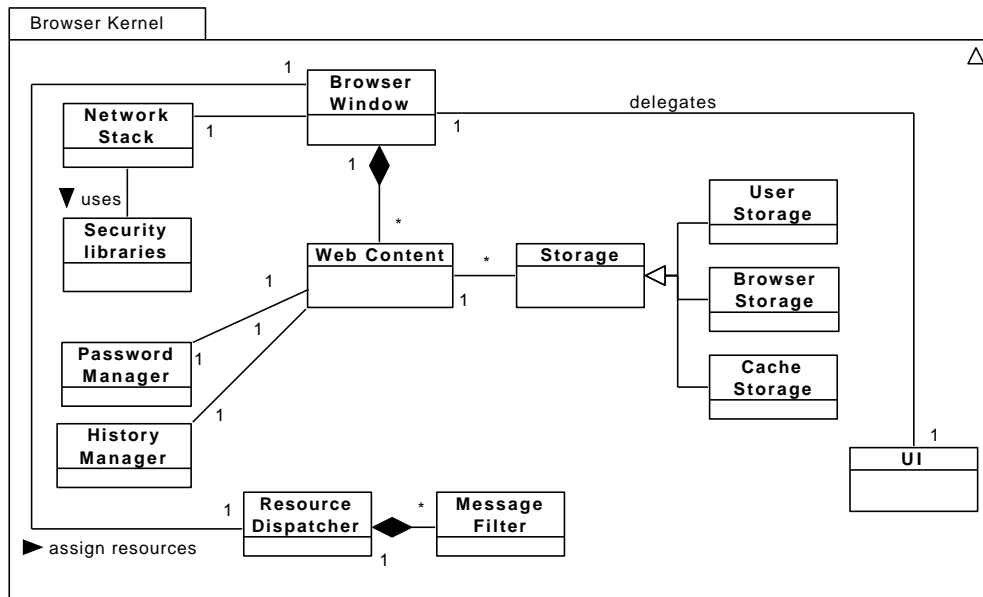 Browser Kernel
1
Browser
Window
delegates
Network
Stack
1
1
1
uses
User
Storage
Security
libraries
*
Web Content
*
Storage
1
Browser
Storage
1
1
Password
Manager
1
Cache
Storage
1
History
Manager
1
UI
1
Resource
Dispatcher
*
Message
Filter
assign resources
1